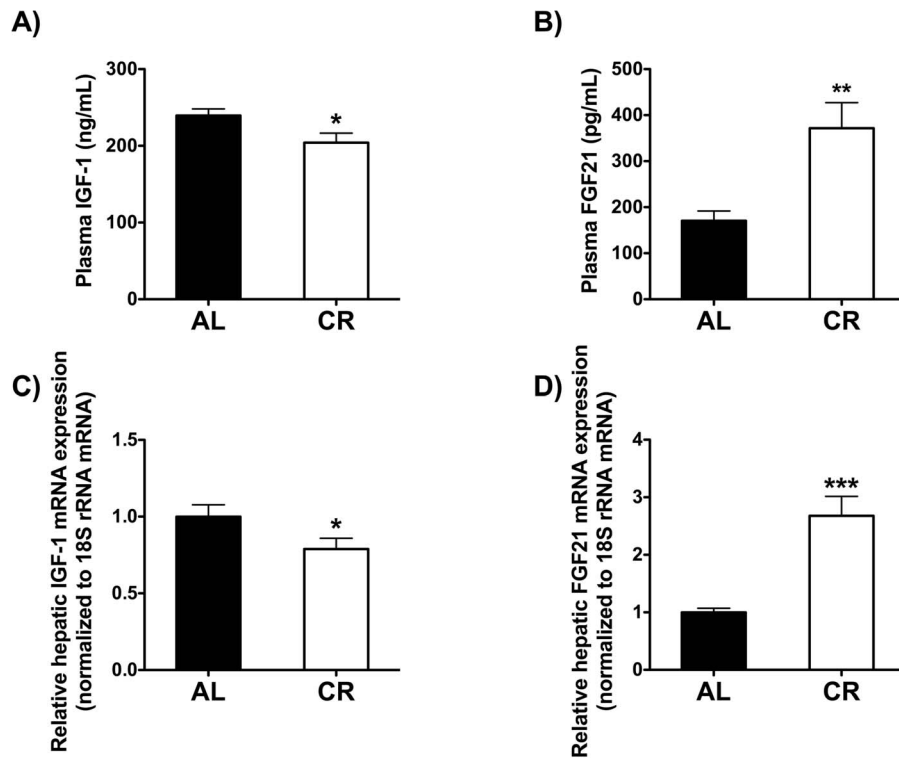 A)
Plasma IGF-1 (ng/mL)
300
200
100
0
*
AL
CR
B)
Plasma FGF21 (pg/mL)
500
400
300
200
100
0
**
AL
CR
C)
Relative hepatic IGF-1 mRNA expression
(normalized to 18S rRNA mRNA)
1.5
1.0
0.5
0.0
*
AL
CR
D)
Relative hepatic FGF21 mRNA expression
(normalized to 18S rRNA mRNA)
4
3
2
1
0
***
AL
CR